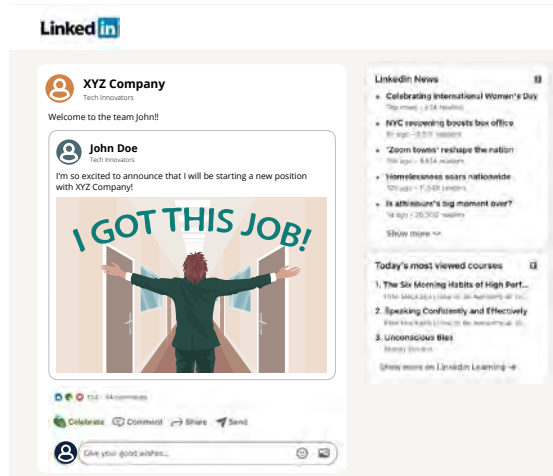 Linked in
XYZ Company
Tech Innovators
Welcome to the team John!!
John Doe
Tech Innovators
I'm so excited to announce that I will be starting a new position
with XYZ Company!
I GOT THIS JOB!
Celebrate Comment Share Send
Give your good wishes...
LinkedIn News
Celebrating International Women's Day
NYC reopening boosts box office
'Zoom towns' reshape the nation
Homelessness soars nationwide
Is athleisure's big moment over?
Show more
Today's most viewed courses
1. The Six Morning Habits of High Perf...
2. Speaking Confidently and Effectively
3. Unconscious Bias
Show more on LinkedIn Learning